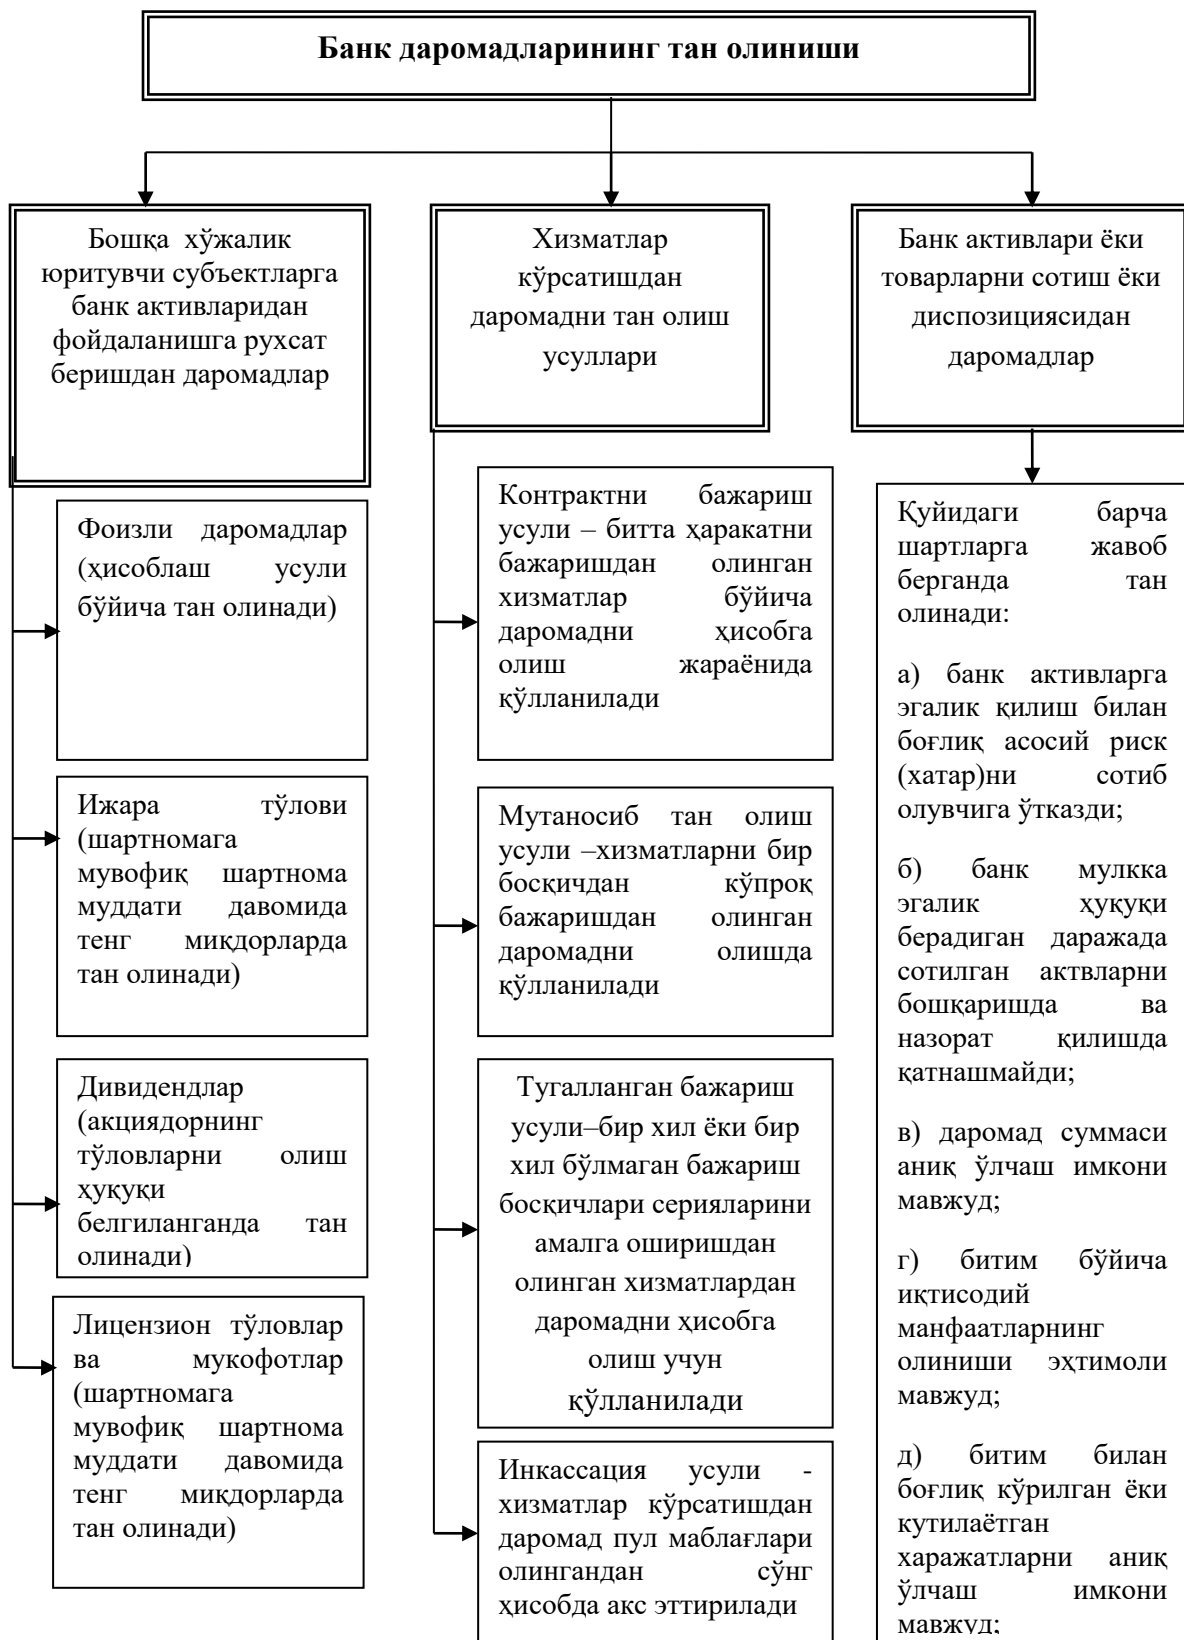 Банк даромадларининг тан олиниши
Бошқа хўжалик
юритувчи субъектларга
банк активларидан
фойдаланишга рухсат
беришдан даромадлар
Фоизли даромадлар
(ҳисоблаш усули
бўйича тан олинади)
Ижара тўлови
(шартномага
мувофиқ шартнома
муддати давомида
тенг миқдорларда
тан олинади)
Дивидендлар
(акциядорнинг
тўловларни олиш
ҳуқуқи
белгиланганда тан
олинади)
Лицензион тўловлар
ва мукофотлар
(шартномага
мувофиқ шартнома
муддати давомида
тенг миқдорларда
тан олинади)
Хизматлар
кўрсатишдан
даромадни тан олиш
усуллари
Контрактни бажариш
усули – битта ҳаракатни
бажаришдан олинган
хизматлар бўйича
даромадни ҳисобга
олиш жараёнида
қўлланилади
Мутаносиб тан олиш
усули –хизматларни бир
босқичдан кўпроқ
бажаришдан олинган
даромадни олишда
қўлланилади
Тугалланган бажариш
усули–бир хил ёки бир
хил бўлмаган бажариш
босқичлари серияларини
амалга оширишдан
олинган хизматлардан
даромадни ҳисобга
олиш учун
қўлланилади
Инкассация усули -
хизматлар кўрсатишдан
даромад пул маблағлари
олингандан сўнг
ҳисобда акс эттирилади
Банк активлари ёки
товарларни сотиш ёки
диспозициясидан
даромадлар
Қуйидаги барча
шартларга жавоб
берганда тан
олинади:
а) банк активларга
эгалик қилиш билан
боғлиқ асосий риск
(хатар)ни сотиб
олувчига ўтказди;
б) банк мулкка
эгалик ҳуқуқи
берадиган даражада
сотилган актвларни
бошқаришда ва
назорат қилишда
қатнашмайди;
в) даромад суммаси
аниқ ўлчаш имкони
мавжуд;
г) битим бўйича
иқтисодий
манфаатларнинг
олиниши эҳтимоли
мавжуд;
д) битим билан
боғлиқ кўрилган ёки
кутилаётган
харажатларни аниқ
ўлчаш имкони
мавжуд;